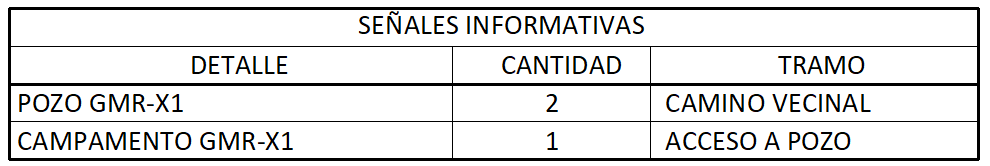 SEÑALES INFORMATIVAS
DETALLE CANTIDAD TRAMO
POZO GMR-X1 2 CAMINO VECINAL
CAMPAMENTO GMR-X1 1 ACCESO A POZO